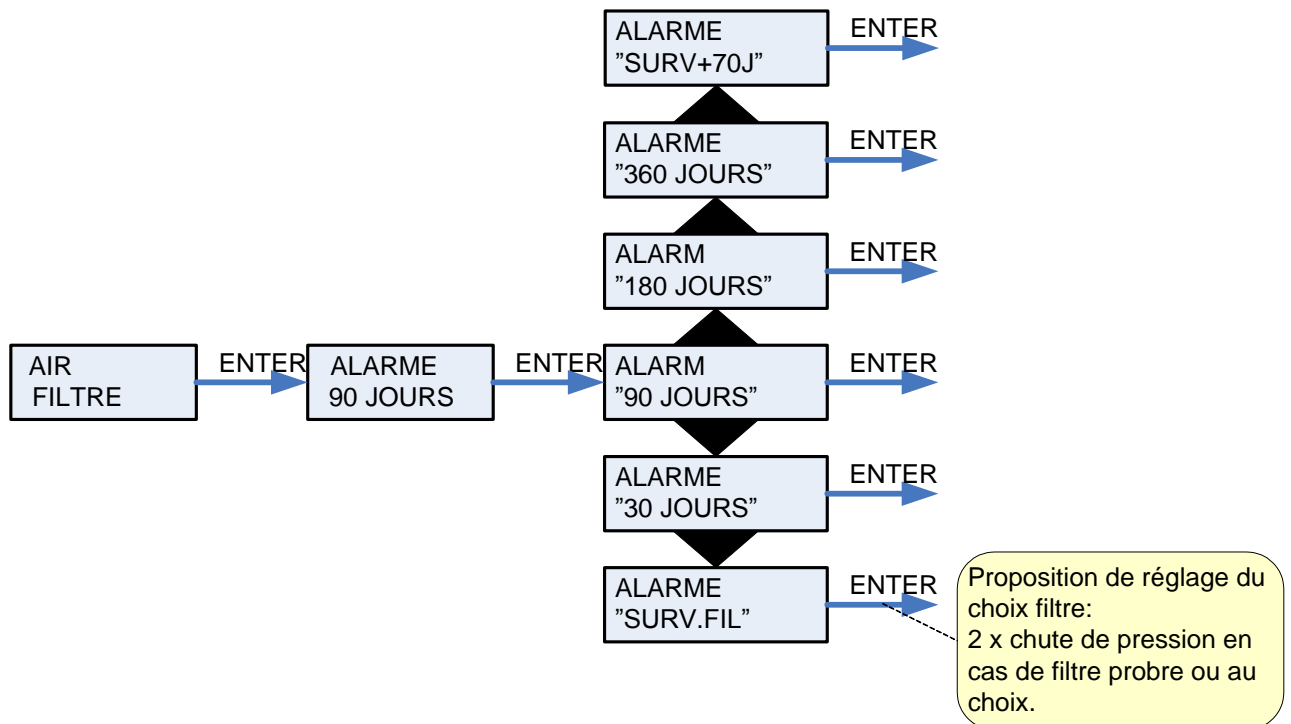 ALARME
”SURV+70J”
ENTER
ALARME
”360 JOURS”
ENTER
ALARM
”180 JOURS”
ENTER
AIR
FILTRE
ENTER
ALARME
90 JOURS
ENTER
ALARM
”90 JOURS”
ENTER
ALARME
”30 JOURS”
ENTER
ALARME
”SURV.FIL”
ENTER
Proposition de réglage du
choix filtre:
2 x chute de pression en
cas de filtre probre ou au
choix.